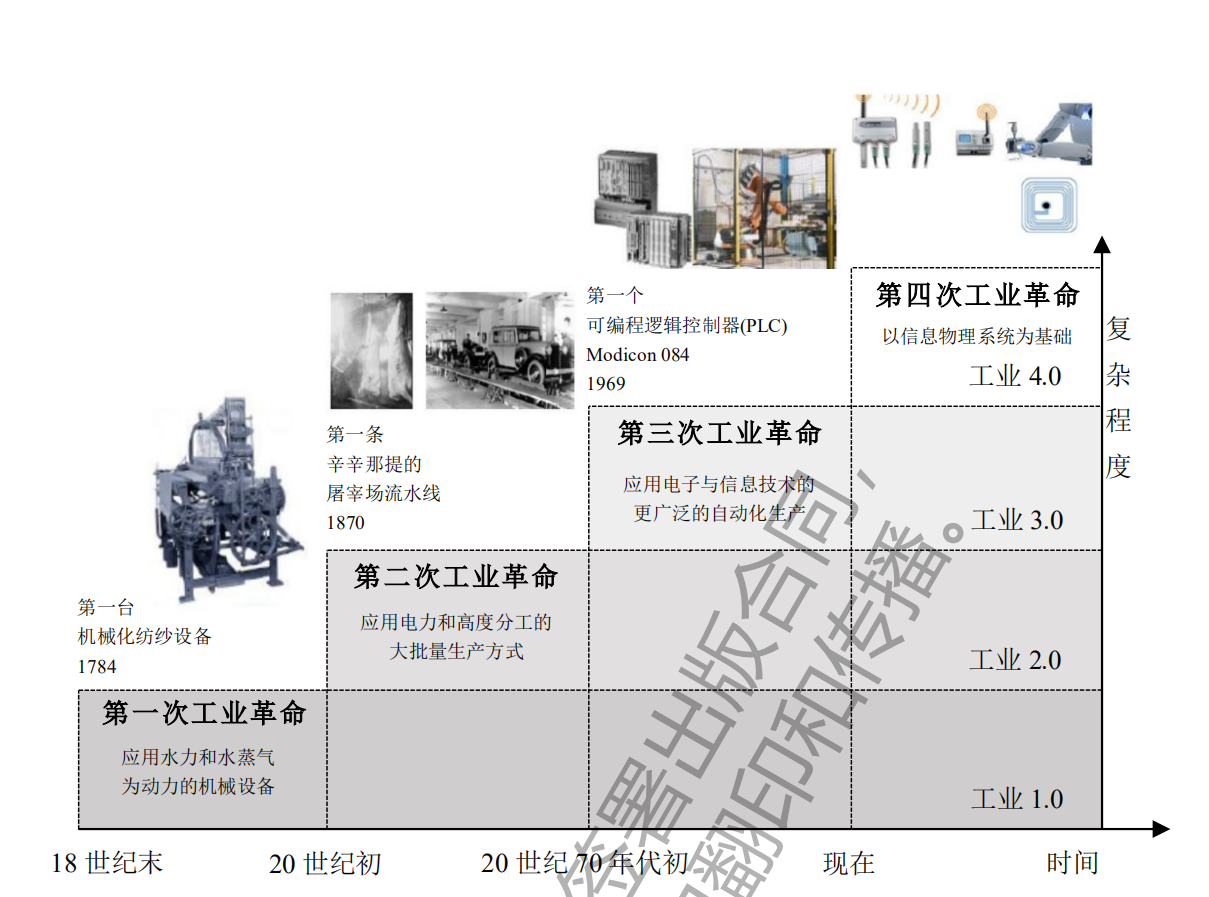 第四次工业革命
以信息物理系统为基础
工业 4.0
复杂程度
第一个
可编程逻辑控制器(PLC)
Modicon 084
1969
第三次工业革命
应用电子与信息技术的
更广泛的自动化生产
工业 3.0
第一条
辛辛那提的
屠宰场流水线
1870
第二次工业革命
应用电力和高度分工的
大批量生产方式
工业 2.0
第一台
机械化纺纱设备
1784
第一次工业革命
应用水力和水蒸气
为动力的机械设备
工业 1.0
18 世纪末
20 世纪初
20 世纪 70 年代初
现在
时间
签署出版合同，
翻印和传播。